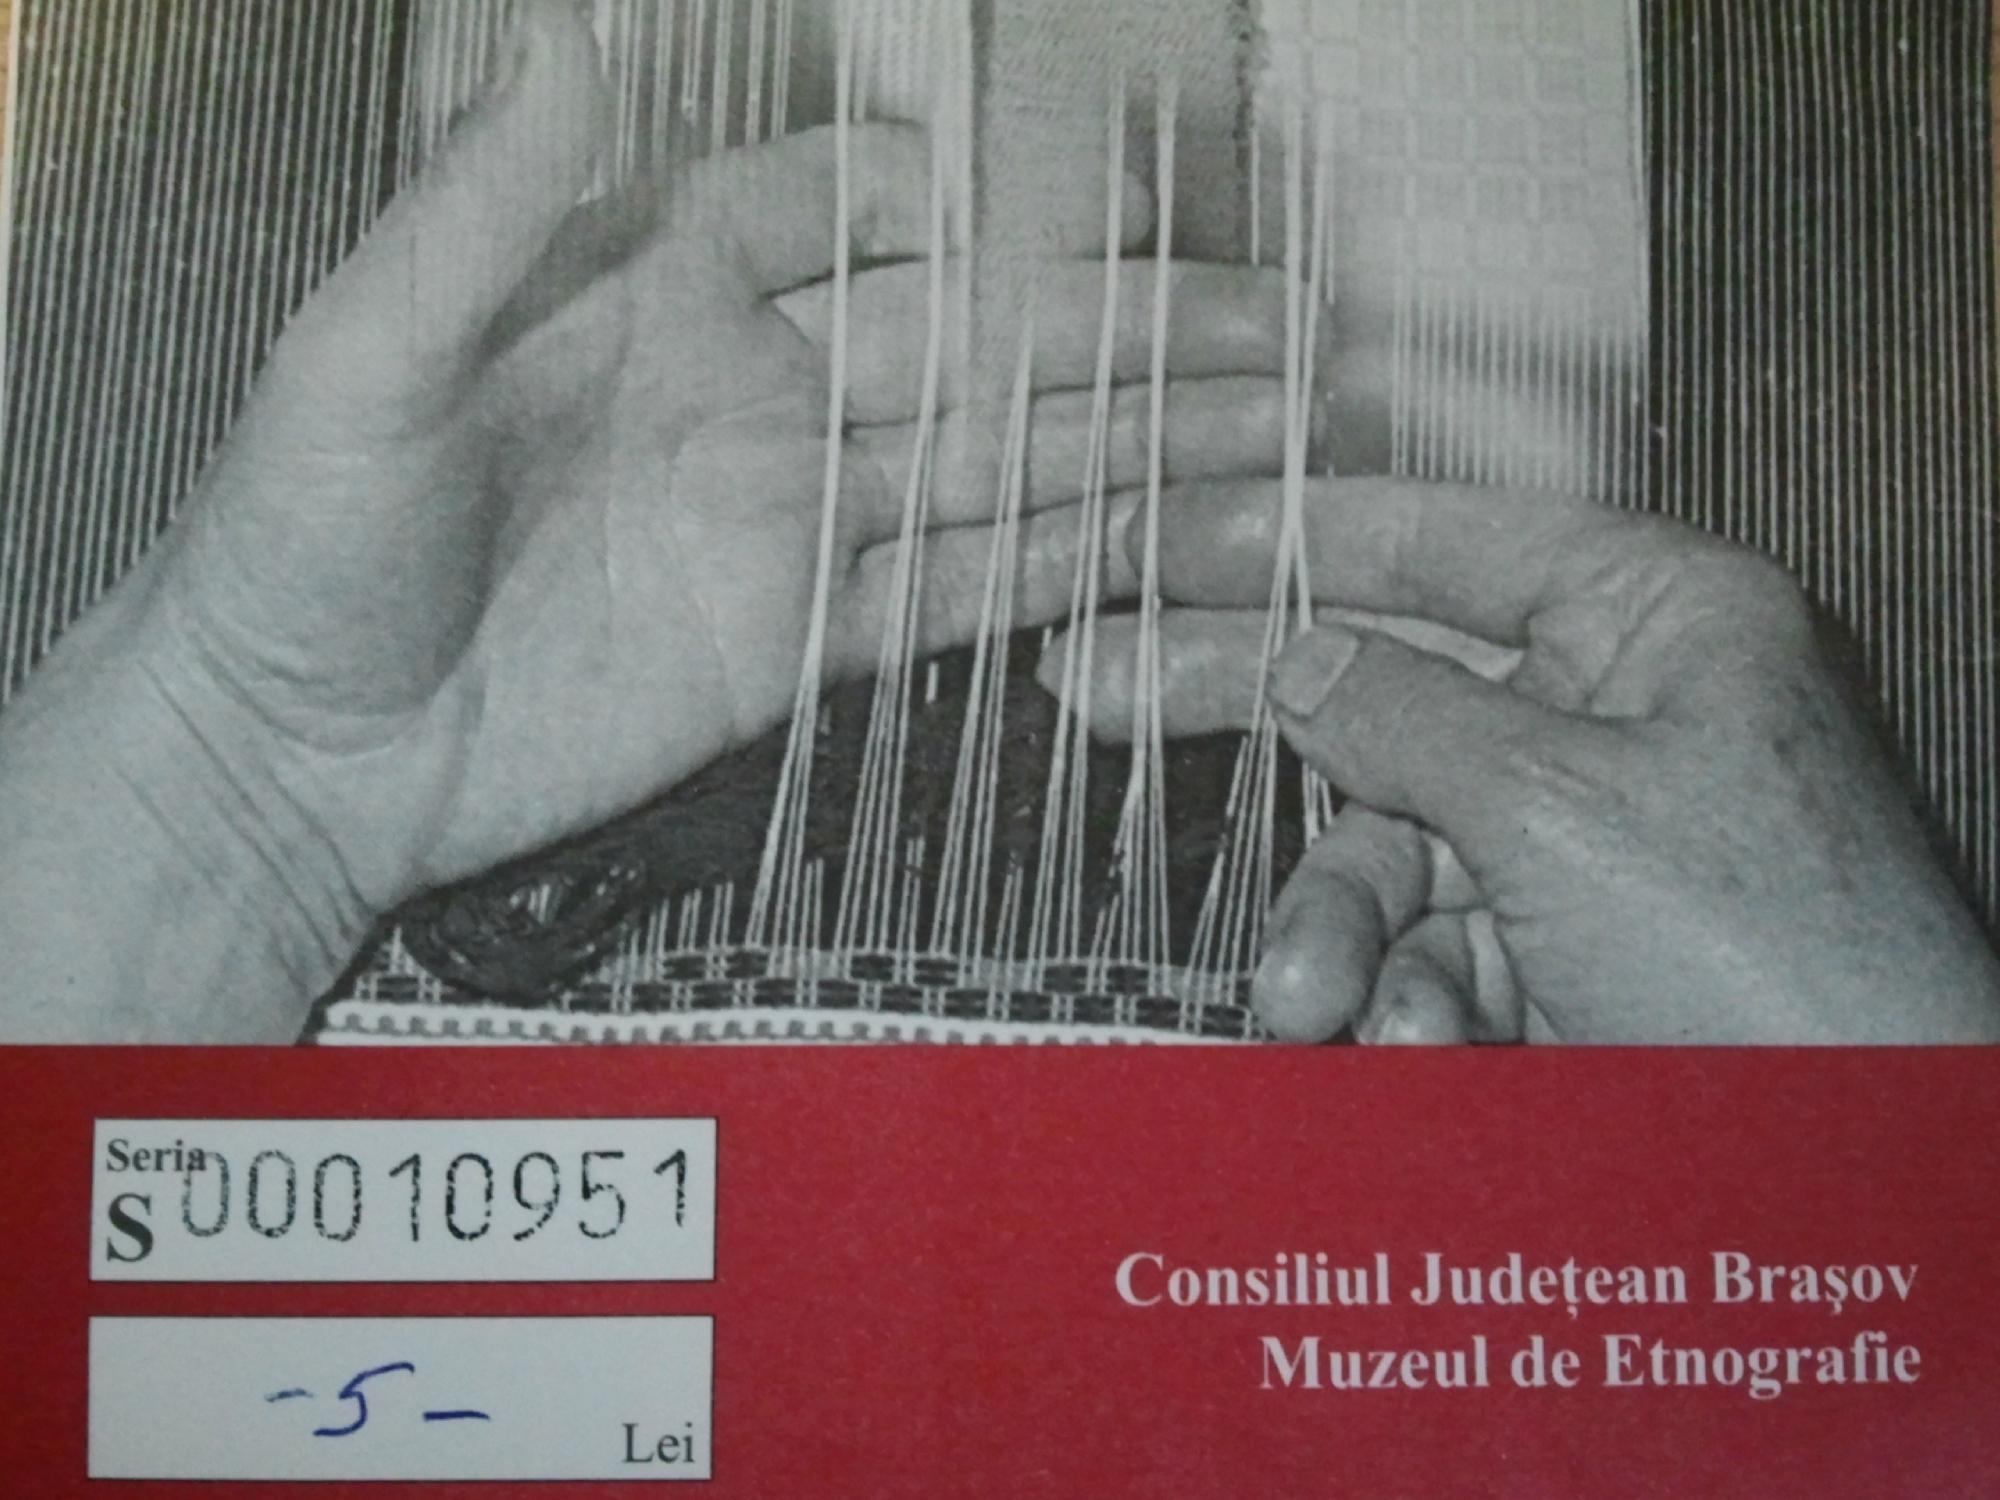 Seria
S 00010951
-5-
Lei
Consiliul Județean Brașov
Muzeul de Etnografie